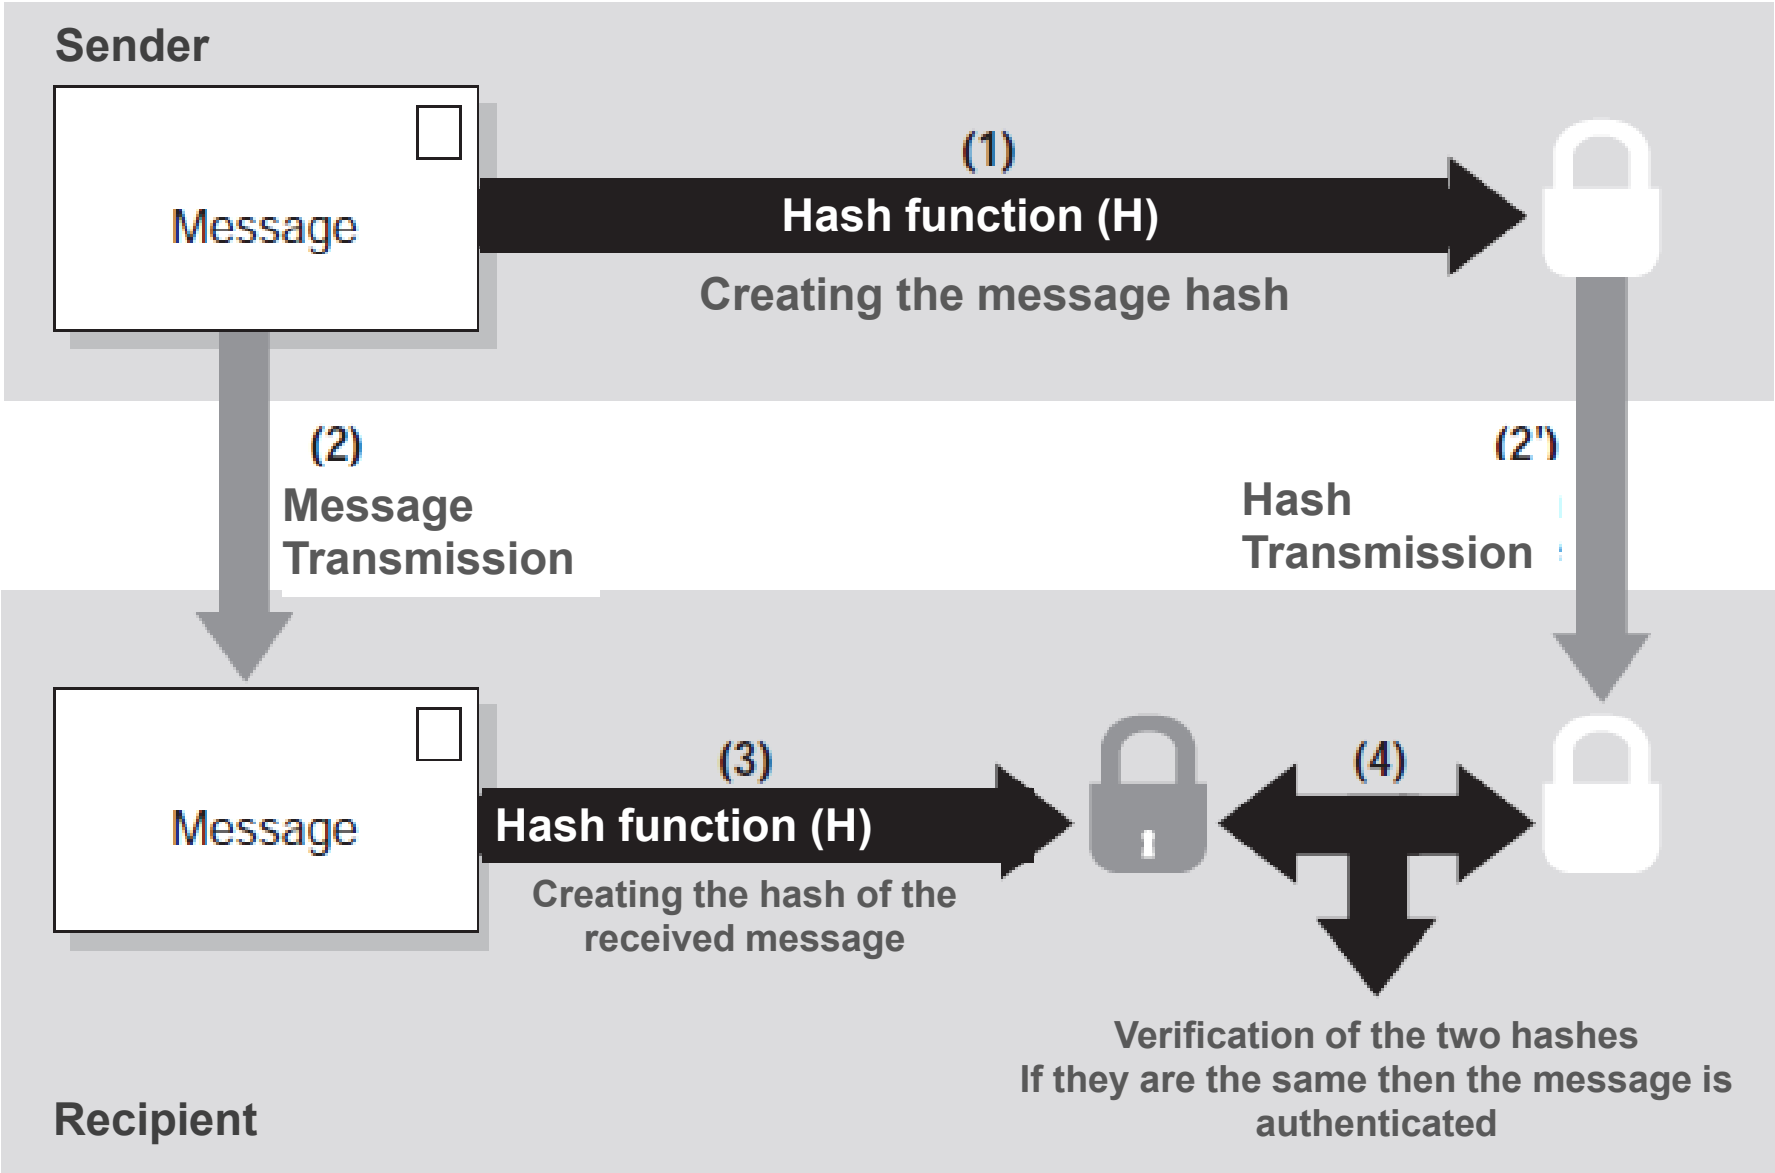 Sender
Message
(1)
Hash function (H)
Creating the message hash
(2)
Message
Transmission
(2')
Hash
Transmission
Message
(3)
Hash function (H)
Creating the hash of the
received message
(4)
Verification of the two hashes
If they are the same then the message is
authenticated
Recipient